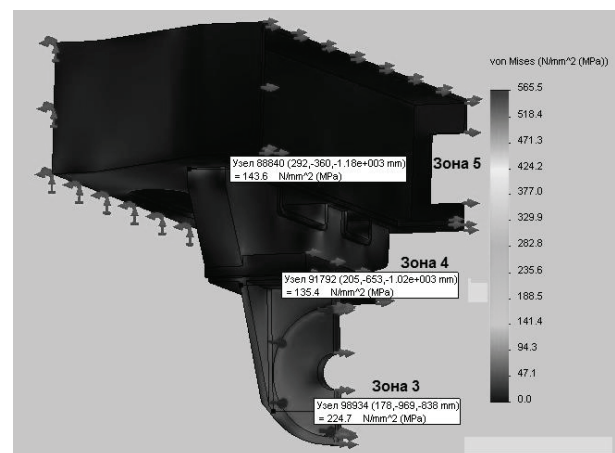 von Mises (N/mm^2 (MPa))
565.5
518.4
471.3
424.2
377.0
329.9
282.8
235.6
188.5
141.4
94.3
47.1
0.0
Узел 88840 (292,-360,-1.18e+003 mm)
= 143.6 N/mm^2 (MPa)
Зона 5
Зона 4
Узел 91792 (205,-653,-1.02e+003 mm)
= 135.4 N/mm^2 (MPa)
Зона 3
Узел 98934 (178,-969,-838 mm)
= 224.7 N/mm^2 (MPa)